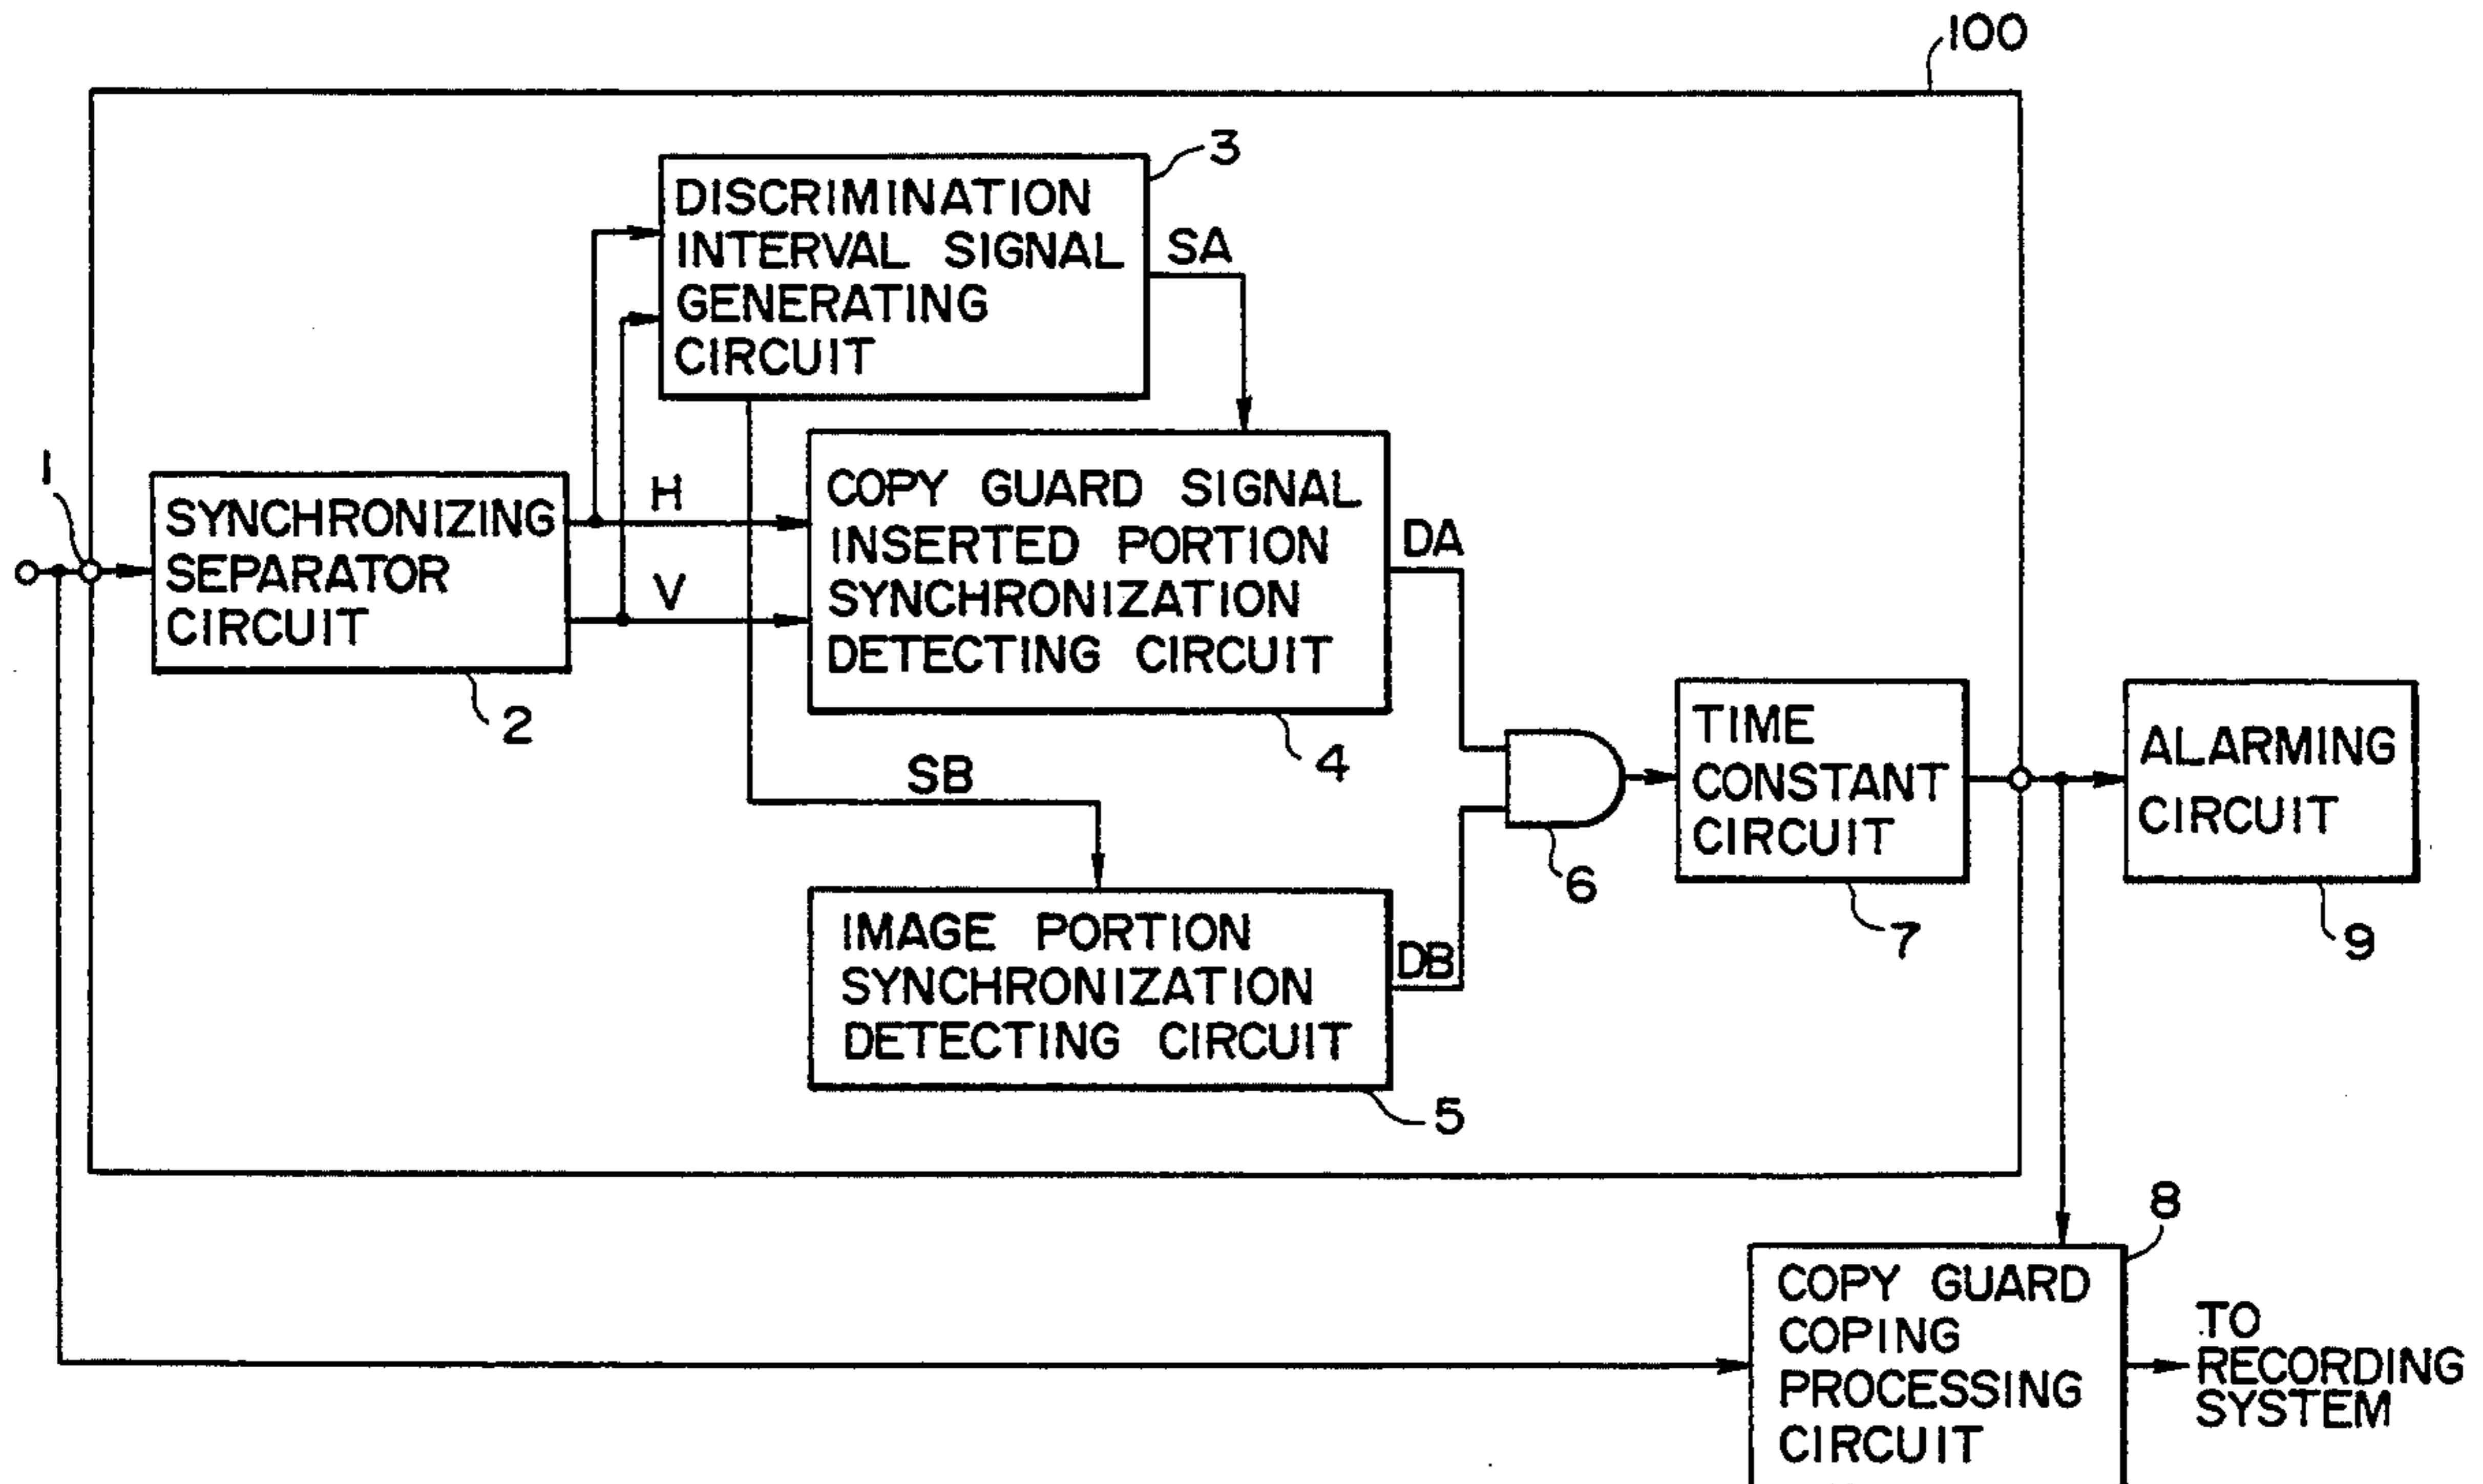 100
3
DISCRIMINATION
INTERVAL SIGNAL
GENERATING
CIRCUIT
SA
1
SYNCHRONIZING
SEPARATOR
CIRCUIT
2
H
V
COPY GUARD SIGNAL
INSERTED PORTION
SYNCHRONIZATION
DETECTING CIRCUIT
4
DA
SB
IMAGE PORTION
SYNCHRONIZATION
DETECTING CIRCUIT
5
DB
6
TIME
CONSTANT
CIRCUIT
7
ALARMING
CIRCUIT
9
8
COPY GUARD
COPING
PROCESSING
CIRCUIT
TO
RECORDING
SYSTEM